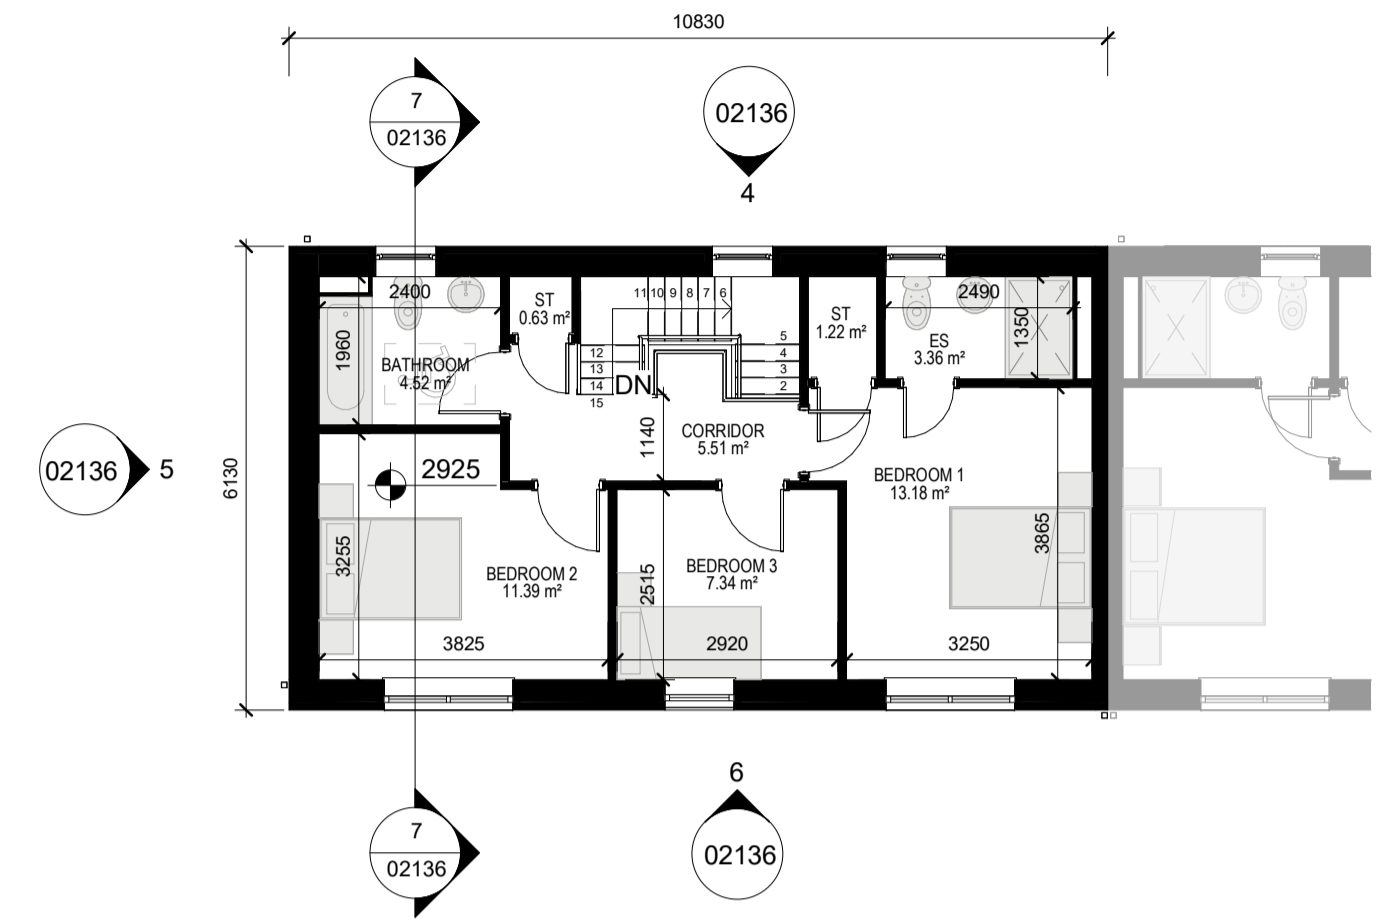 10830
7
02136
02136
4
2400
ST
0.63 m²
11 10 9 8 7 6
ST
1.22 m²
2490
1350
ES
3.36 m²
1960
BATHROOM
4.52 m²
12
13
14
15
DN
5
4
3
2
1140
CORRIDOR
5.51 m²
02136
5
6130
2925
BEDROOM 1
13.18 m²
3865
3255
BEDROOM 2
11.39 m²
2515
BEDROOM 3
7.34 m²
3825
2920
3250
6
02136
7
02136